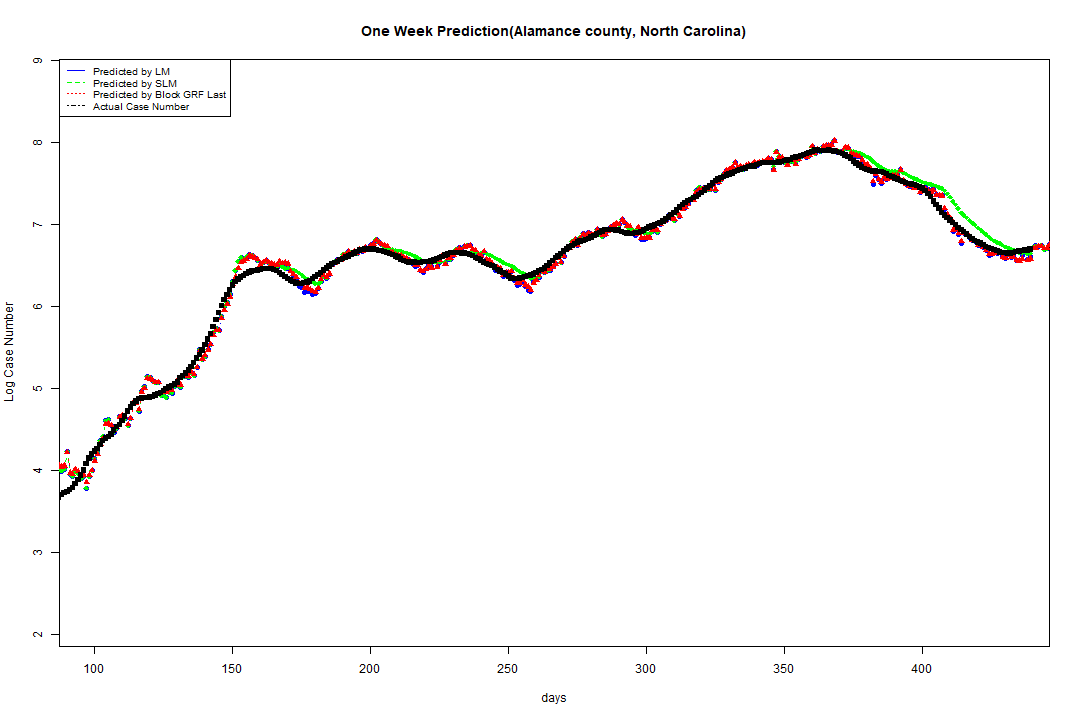 One Week Prediction(Alamance county, North Carolina)
Predicted by LM
Predicted by SLM
Predicted by Block GRF Last
Actual Case Number
Log Case Number
9
8
7
6
5
4
3
2
100 150 200 250 300 350 400
days